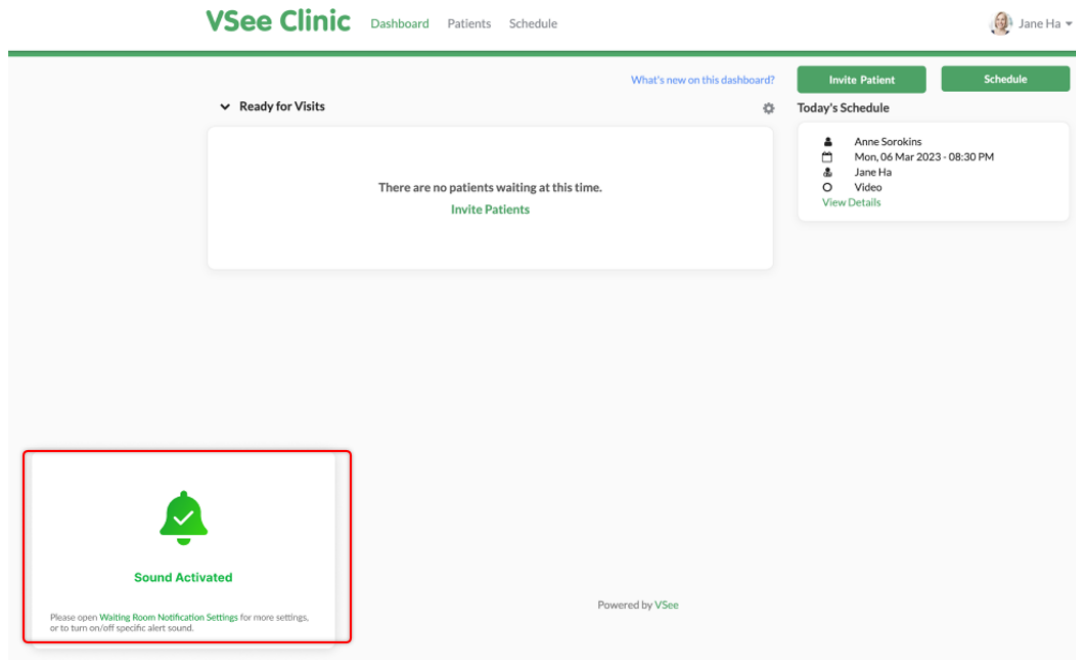 VSee Clinic
Dashboard
Patients
Schedule
Jane Ha
What's new on this dashboard?
Invite Patient
Schedule
Ready for Visits
Today's Schedule
There are no patients waiting at this time.
Invite Patients
Anne Sorokins
Mon, 06 Mar 2023 - 08:30 PM
Jane Ha
Video
View Details
Sound Activated
Please open Waiting Room Notification Settings for more settings,
or to turn on/off specific alert sound.
Powered by VSee